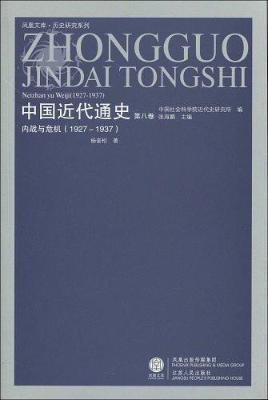 凤凰文库·历史研究系列
ZHONGGUO
JINDAI TONGSHI
Neizhan yu Weiji(1927-1937)
中国近代通史 第八卷
中国社会科学院近代史研究所 编
张海鹏 主编
内战与危机(1927-1937)
杨奎松 著
凤凰文库
凤凰出版传媒集团
PHOENIX PUBLISHING & MEDIA GROUP
江苏人民出版社
JIANGSU PEOPLE'S PUBLISHING HOUSE